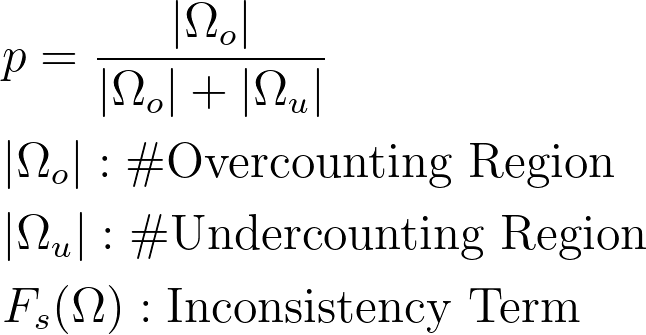 p = |Ω_o| / (|Ω_o| + |Ω_u|)
|Ω_o| : #Overcounting Region
|Ω_u| : #Undercounting Region
F_s(Ω) : Inconsistency Term